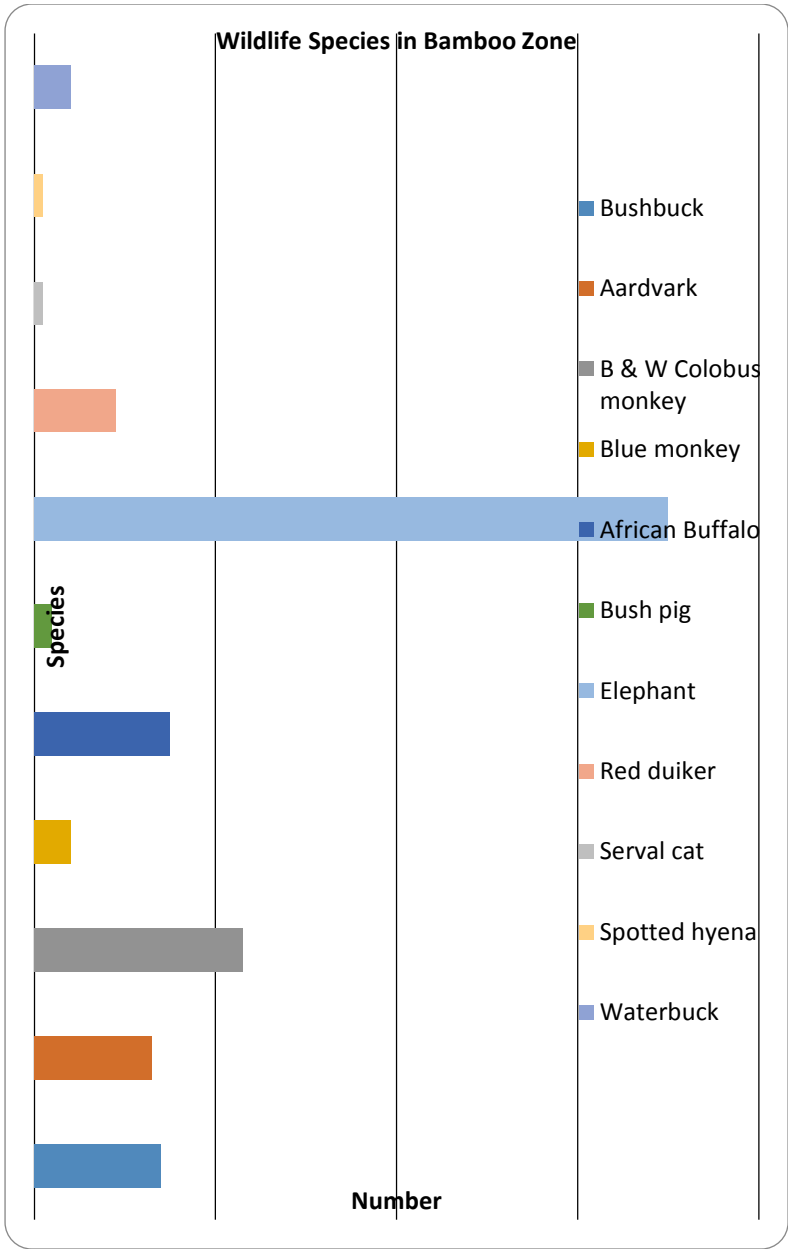 Wildlife Species in Bamboo Zone
Bushbuck
Aardvark
B & W Colobus
monkey
Blue monkey
African Buffalo
Bush pig
Elephant
Red duiker
Serval cat
Spotted hyena
Waterbuck
Species
Number